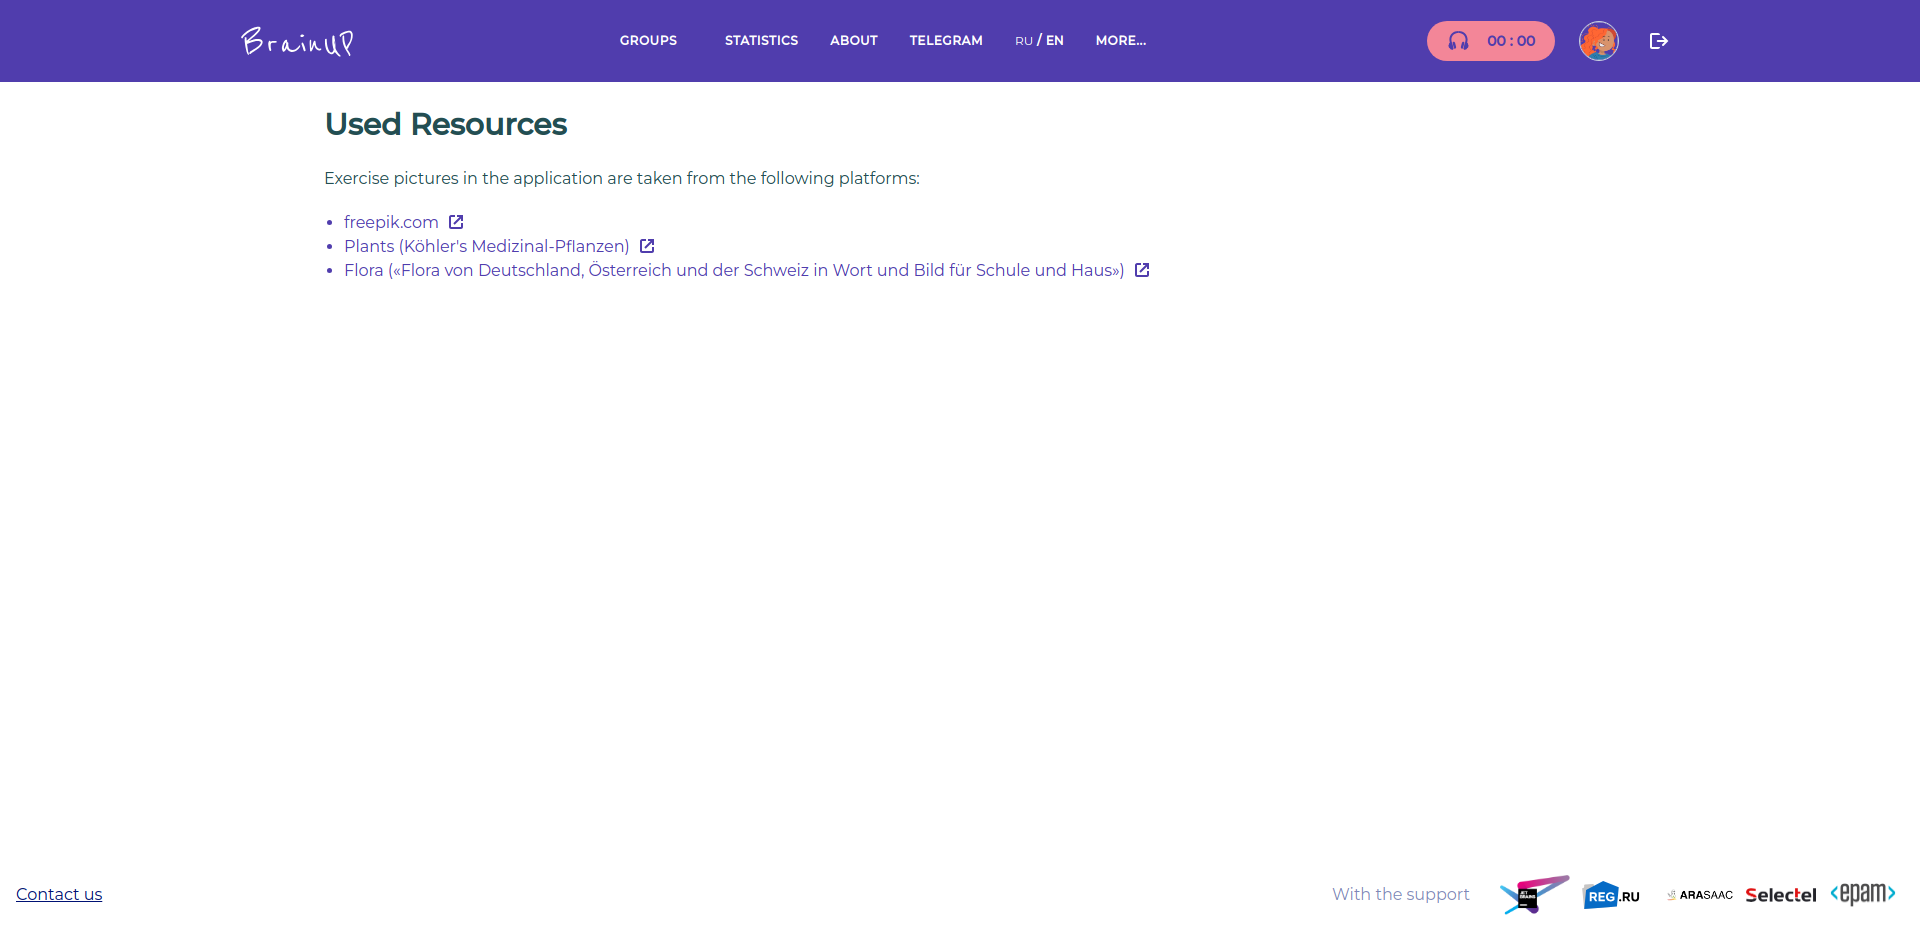 BrainUP
GROUPS STATISTICS ABOUT TELEGRAM RU / EN MORE... 00 : 00
Used Resources
Exercise pictures in the application are taken from the following platforms:
freepik.com
Plants (Köhler's Medizinal-Pflanzen)
Flora («Flora von Deutschland, Österreich und der Schweiz in Wort und Bild für Schule und Haus»)
Contact us
With the support
JET BRAINS
REG.RU
ARASAAC
Selectel
<epam>